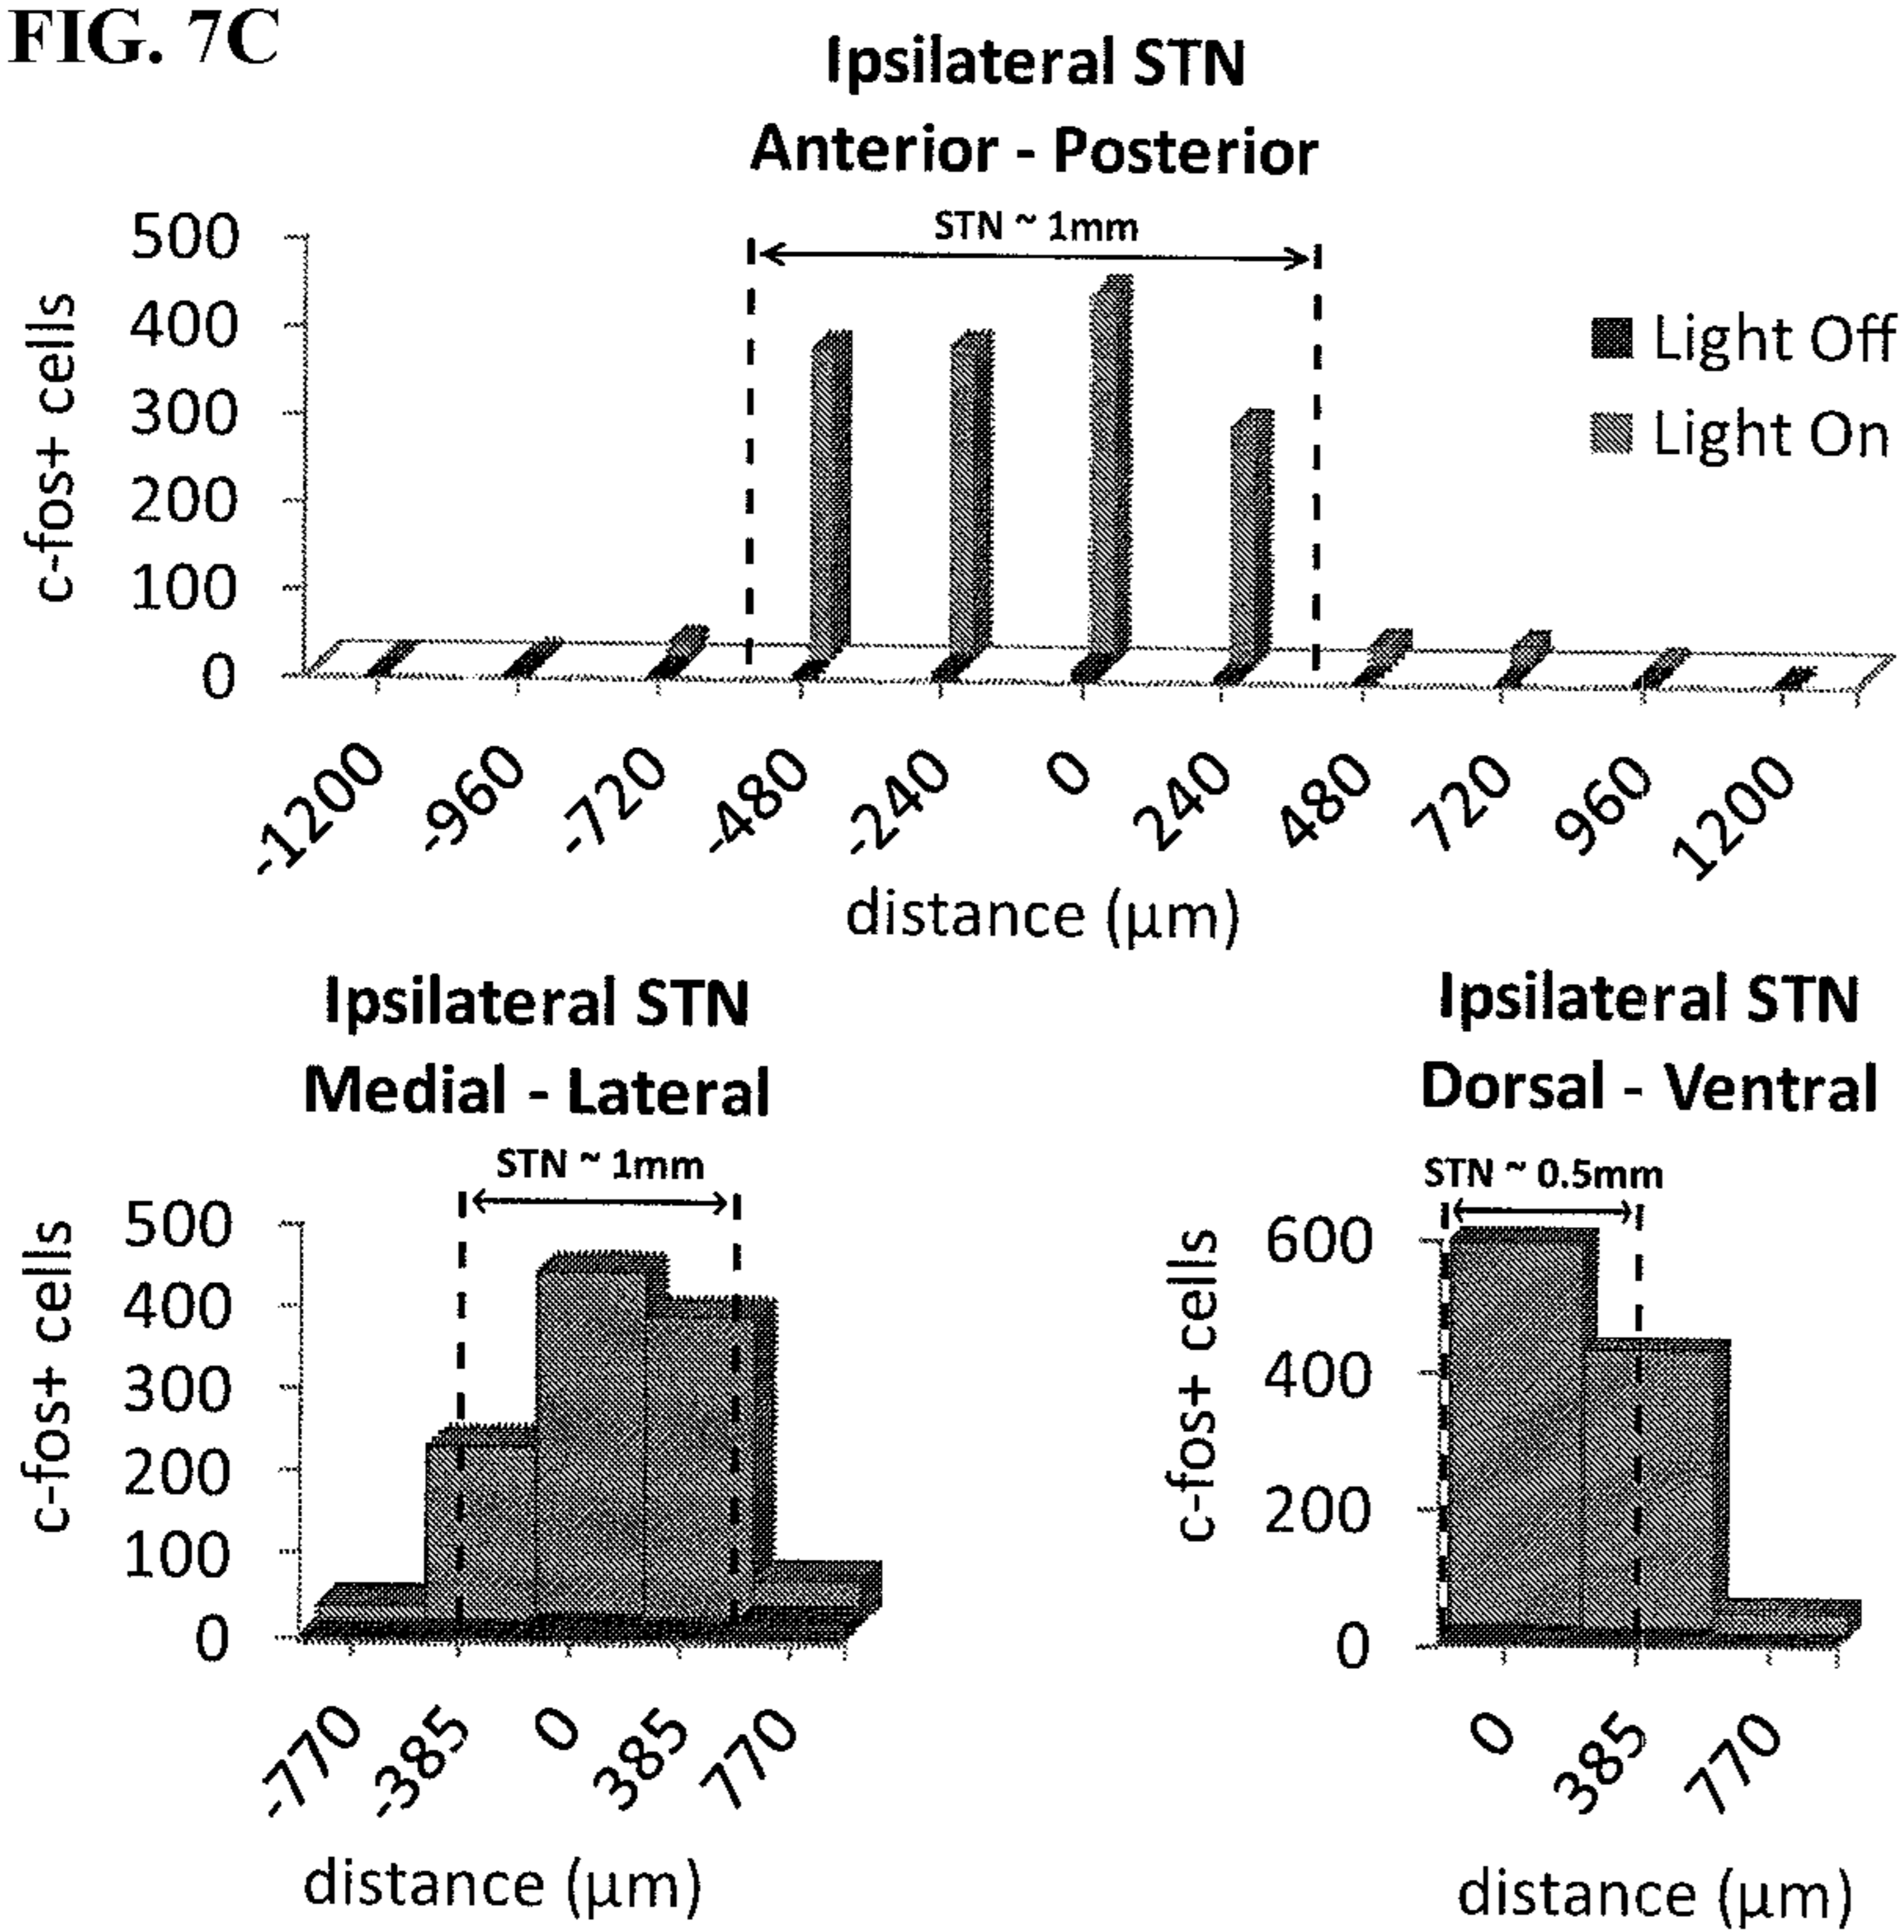 FIG. 7C
Ipsilateral STN
Anterior - Posterior
STN ~ 1mm
500
400
300
200
100
0
c-fos+ cells
Light Off
Light On
-1200
-960
-720
-480
-240
0
240
480
720
960
1200
distance (µm)
Ipsilateral STN
Medial - Lateral
STN ~ 1mm
500
400
300
200
100
0
c-fos+ cells
-770
-385
0
385
770
distance (µm)
Ipsilateral STN
Dorsal - Ventral
STN ~ 0.5mm
600
400
200
0
c-fos+ cells
0
385
770
distance (µm)